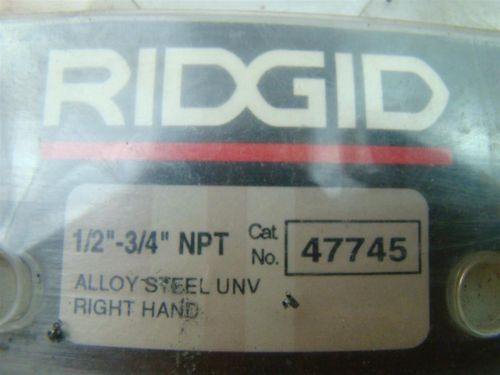 RIDGID
1/2"-3/4" NPT Cat. No. 47745
ALLOY STEEL UNV
RIGHT HAND